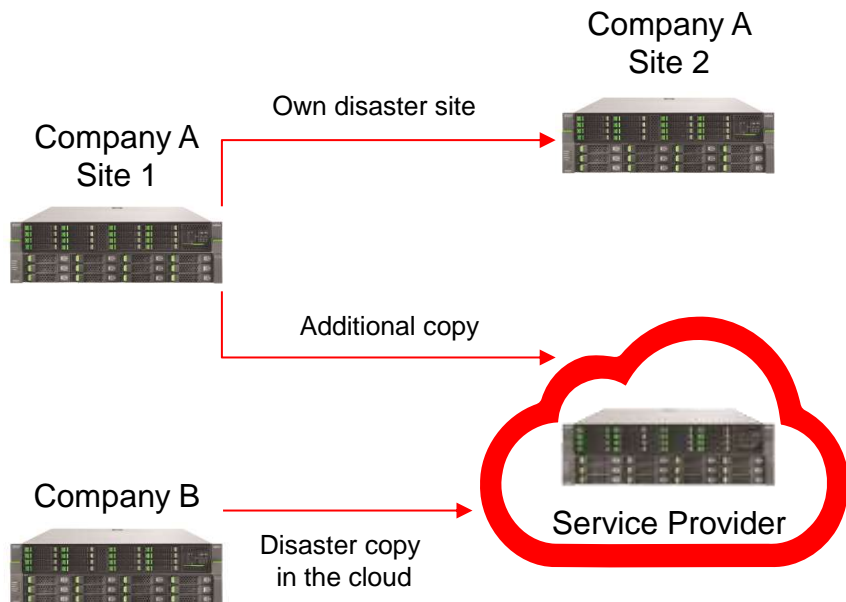 Company A
Site 2
Own disaster site
Company A
Site 1
Additional copy
Company B
Service Provider
Disaster copy
in the cloud